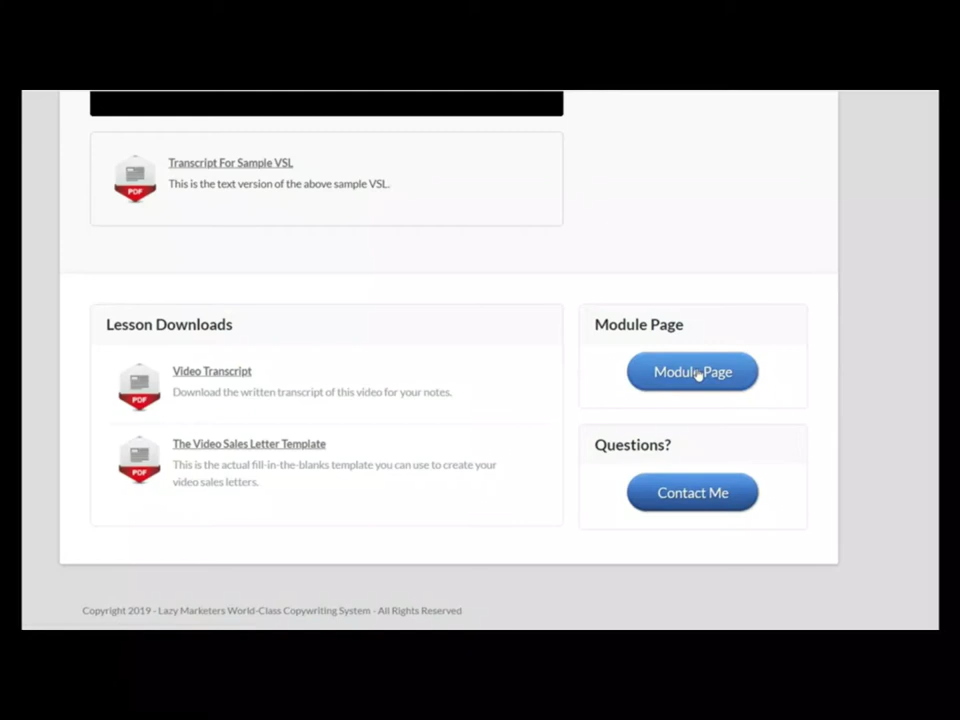 Transcript For Sample VSL
PDF
This is the text version of the above sample VSL.
Lesson Downloads
Video Transcript
PDF
Download the written transcript of this video for your notes.
The Video Sales Letter Template
PDF
This is the actual fill-in-the-blanks template you can use to create your
video sales letters.
Module Page
Module Page
Questions?
Contact Me
Copyright 2019 - Lazy Marketers World-Class Copywriting System - All Rights Reserved